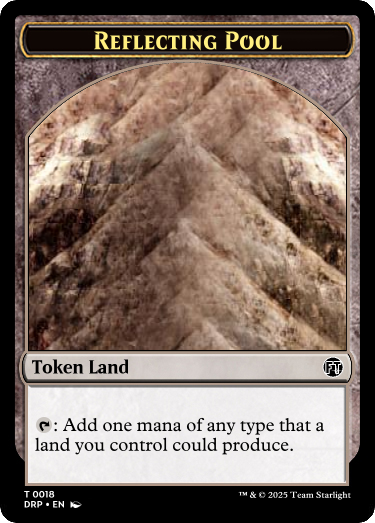 REFLECTING POOL
Token Land
FT
: Add one mana of any type that a
land you control could produce.
T 0018
DRP • EN
™ & © 2025 Team Starlight